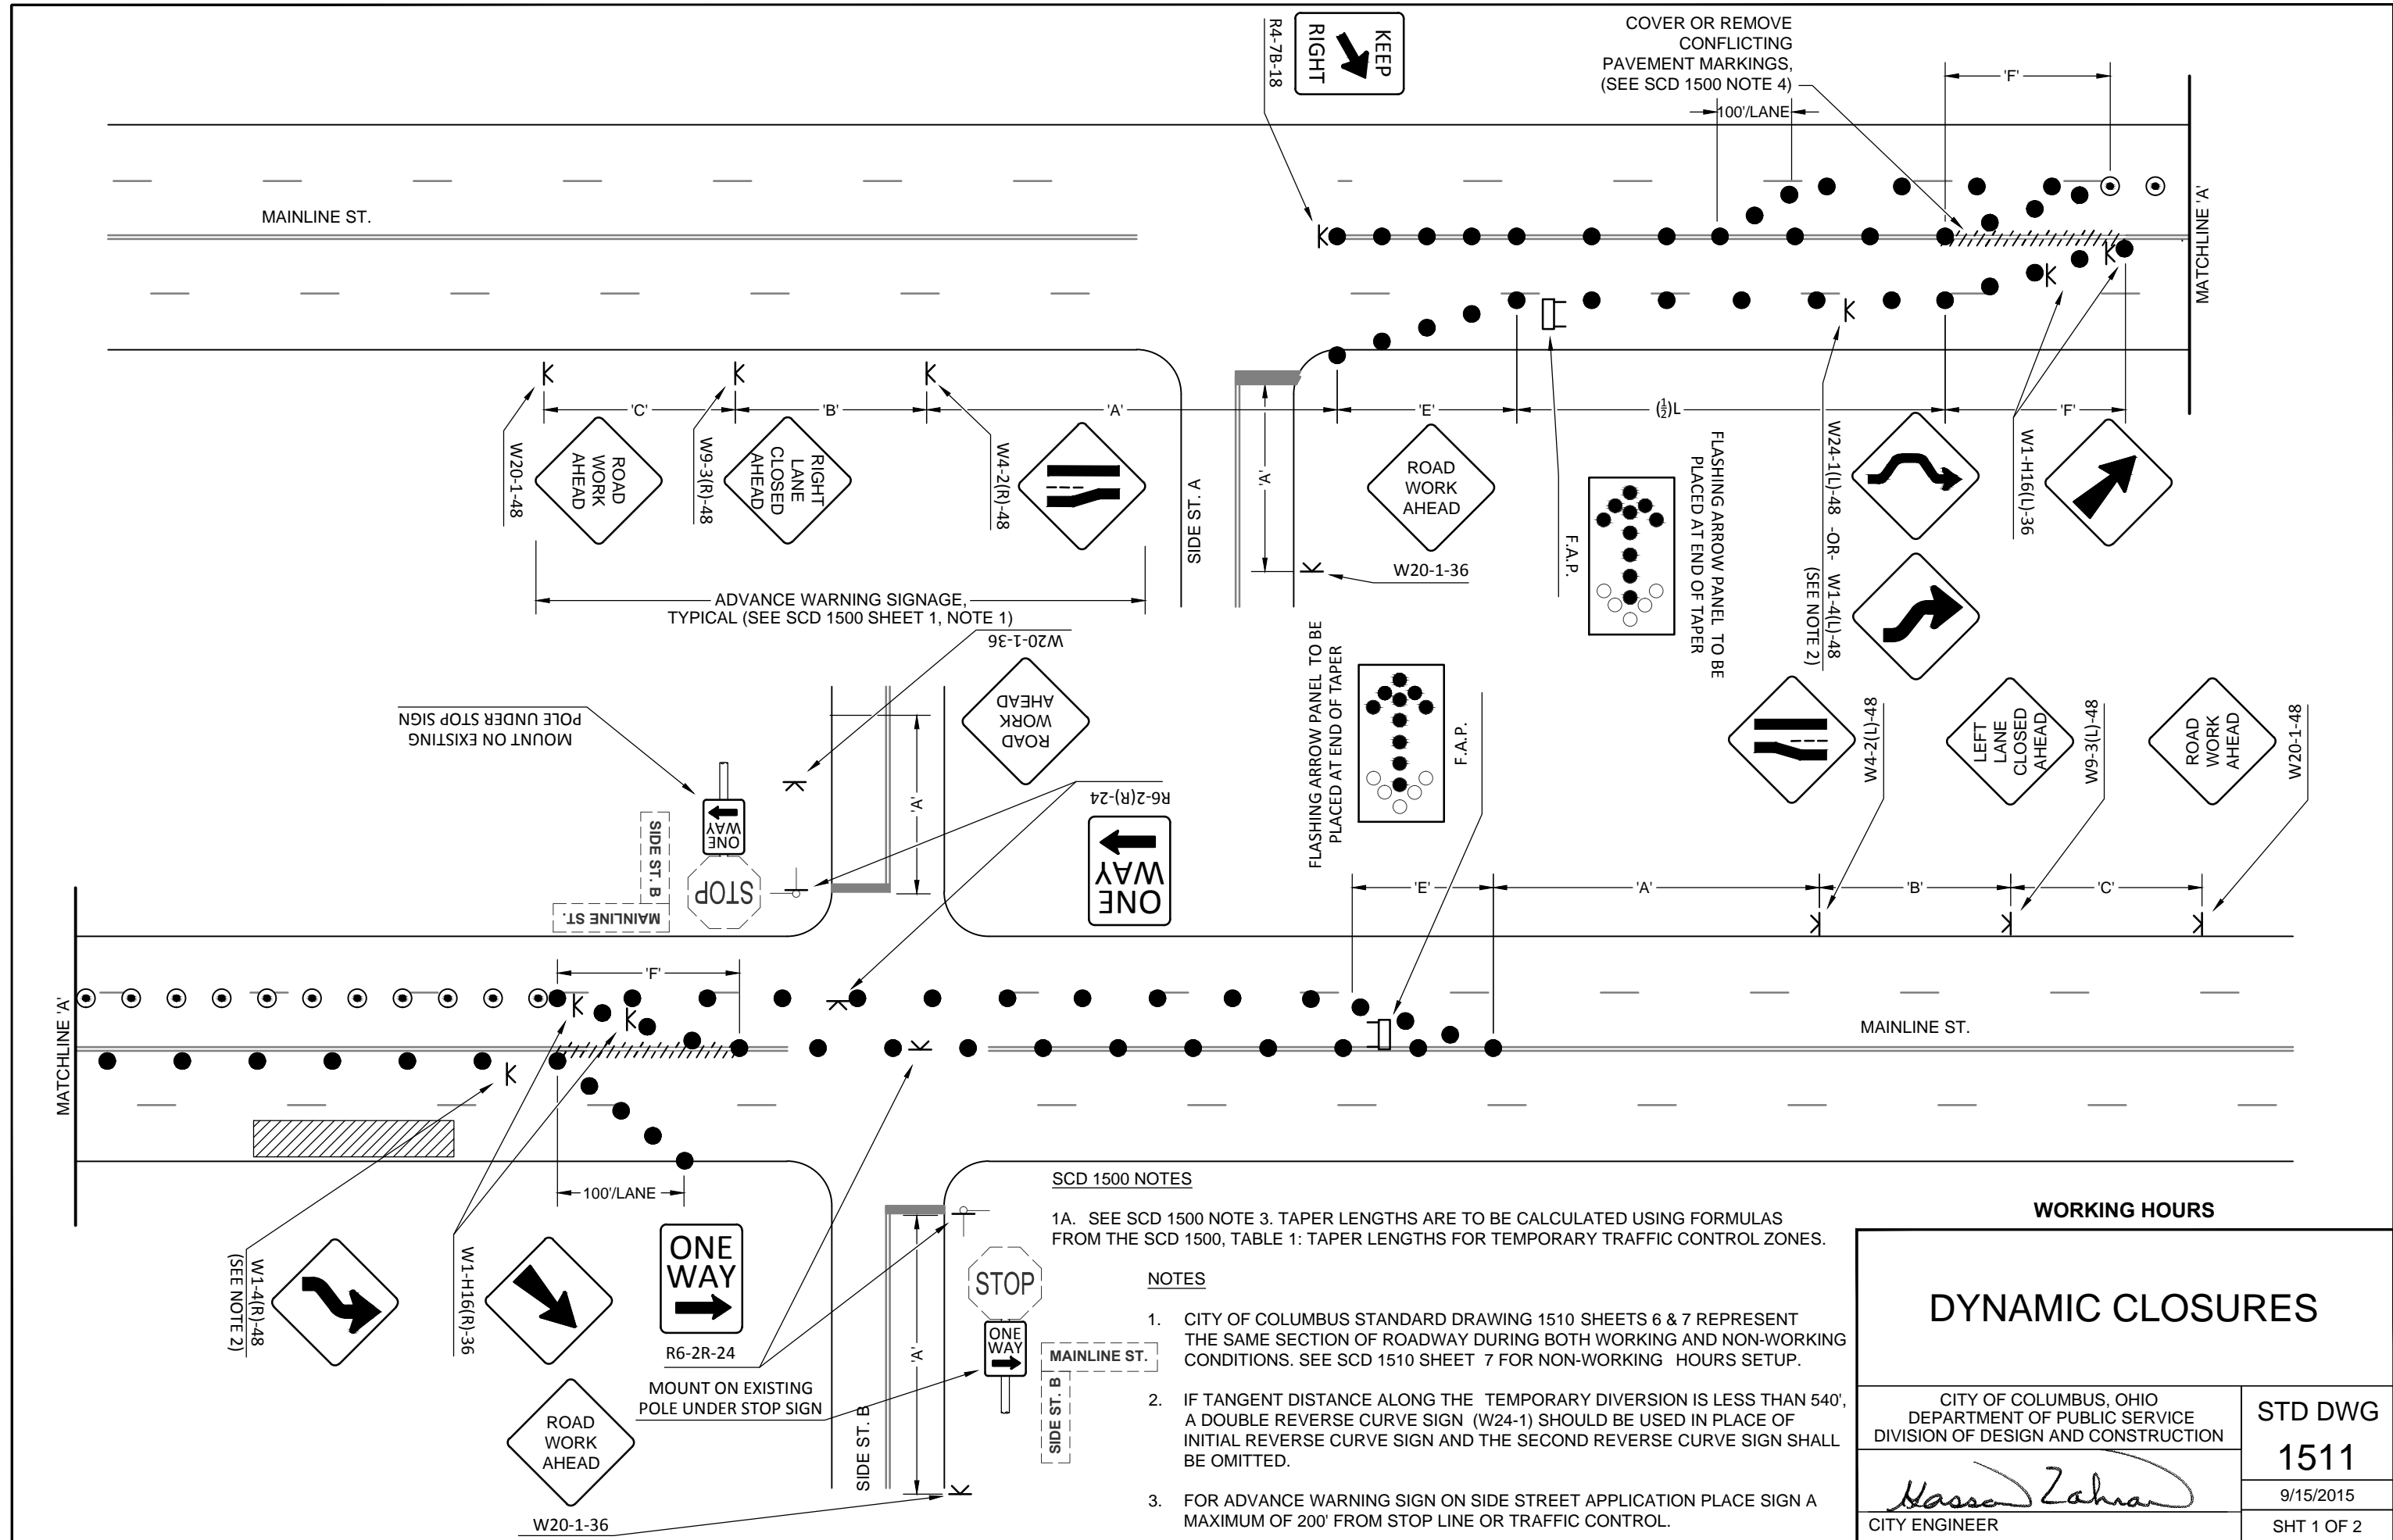 R4-7B-18
KEEP
RIGHT
COVER OR REMOVE
CONFLICTING
PAVEMENT MARKINGS,
(SEE SCD 1500 NOTE 4)
100'/LANE
'F'
MAINLINE ST.
MATCHLINE 'A'
'C'
'B'
'A'
'E'
(½)L
'F'
W20-1-48
ROAD
WORK
AHEAD
W9-3(R)-48
RIGHT
LANE
CLOSED
AHEAD
W4-2(R)-48
SIDE ST. A
'A'
ROAD
WORK
AHEAD
W20-1-36
F.A.P.
FLASHING ARROW PANEL TO BE
PLACED AT END OF TAPER
W24-1(L)-48 -OR- W1-4(L)-48
(SEE NOTE 2)
W1-H16(L)-36
ADVANCE WARNING SIGNAGE,
TYPICAL (SEE SCD 1500 SHEET 1, NOTE 1)
W20-1-36
ROAD
WORK
AHEAD
MOUNT ON EXISTING
POLE UNDER STOP SIGN
ONE
WAY
STOP
SIDE ST. B
MAINLINE ST.
'A'
R6-2(R)-24
ONE
WAY
FLASHING ARROW PANEL TO BE
PLACED AT END OF TAPER
F.A.P.
W4-2(L)-48
LEFT
LANE
CLOSED
AHEAD
W9-3(L)-48
ROAD
WORK
AHEAD
W20-1-48
'E'
'A'
'B'
'C'
MATCHLINE 'A'
'F'
MAINLINE ST.
100'/LANE
W1-4(R)-48
(SEE NOTE 2)
W1-H16(R)-36
ONE
WAY
R6-2R-24
MOUNT ON EXISTING
POLE UNDER STOP SIGN
ROAD
WORK
AHEAD
W20-1-36
SIDE ST. B
'A'
STOP
ONE
WAY
MAINLINE ST.
SIDE ST. B
SCD 1500 NOTES
1A. SEE SCD 1500 NOTE 3. TAPER LENGTHS ARE TO BE CALCULATED USING FORMULAS
FROM THE SCD 1500, TABLE 1: TAPER LENGTHS FOR TEMPORARY TRAFFIC CONTROL ZONES.
NOTES
1. CITY OF COLUMBUS STANDARD DRAWING 1510 SHEETS 6 & 7 REPRESENT
THE SAME SECTION OF ROADWAY DURING BOTH WORKING AND NON-WORKING
CONDITIONS. SEE SCD 1510 SHEET 7 FOR NON-WORKING HOURS SETUP.
2. IF TANGENT DISTANCE ALONG THE TEMPORARY DIVERSION IS LESS THAN 540',
A DOUBLE REVERSE CURVE SIGN (W24-1) SHOULD BE USED IN PLACE OF
INITIAL REVERSE CURVE SIGN AND THE SECOND REVERSE CURVE SIGN SHALL
BE OMITTED.
3. FOR ADVANCE WARNING SIGN ON SIDE STREET APPLICATION PLACE SIGN A
MAXIMUM OF 200' FROM STOP LINE OR TRAFFIC CONTROL.
WORKING HOURS
DYNAMIC CLOSURES
CITY OF COLUMBUS, OHIO
DEPARTMENT OF PUBLIC SERVICE
DIVISION OF DESIGN AND CONSTRUCTION
CITY ENGINEER
STD DWG
1511
9/15/2015
SHT 1 OF 2